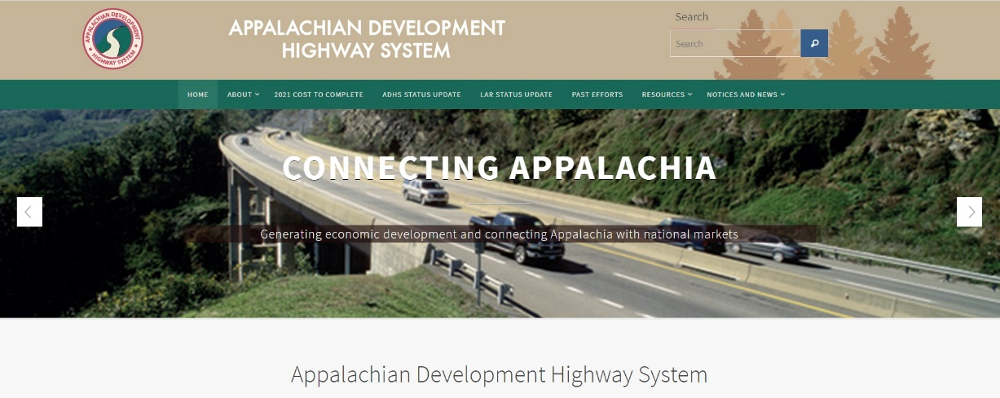 APPALACHIAN DEVELOPMENT
HIGHWAY SYSTEM
APPALACHIAN DEVELOPMENT
HIGHWAY SYSTEM
Search
Search
HOME ABOUT 2021 COST TO COMPLETE ADHS STATUS UPDATE LAR STATUS UPDATE PAST EFFORTS RESOURCES NOTICES AND NEWS
CONNECTING APPALACHIA
Generating economic development and connecting Appalachia with national markets
Appalachian Development Highway System